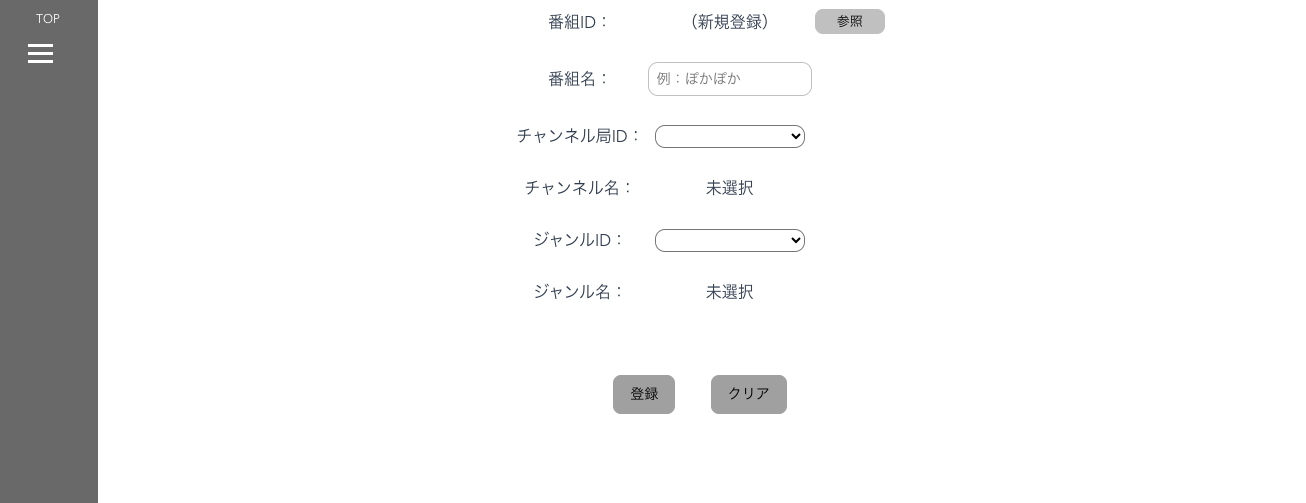 TOP
番組ID： （新規登録） 参照
番組名： 例：ぽかぽか
チャンネル局ID：
チャンネル名： 未選択
ジャンルID：
ジャンル名： 未選択
登録 クリア